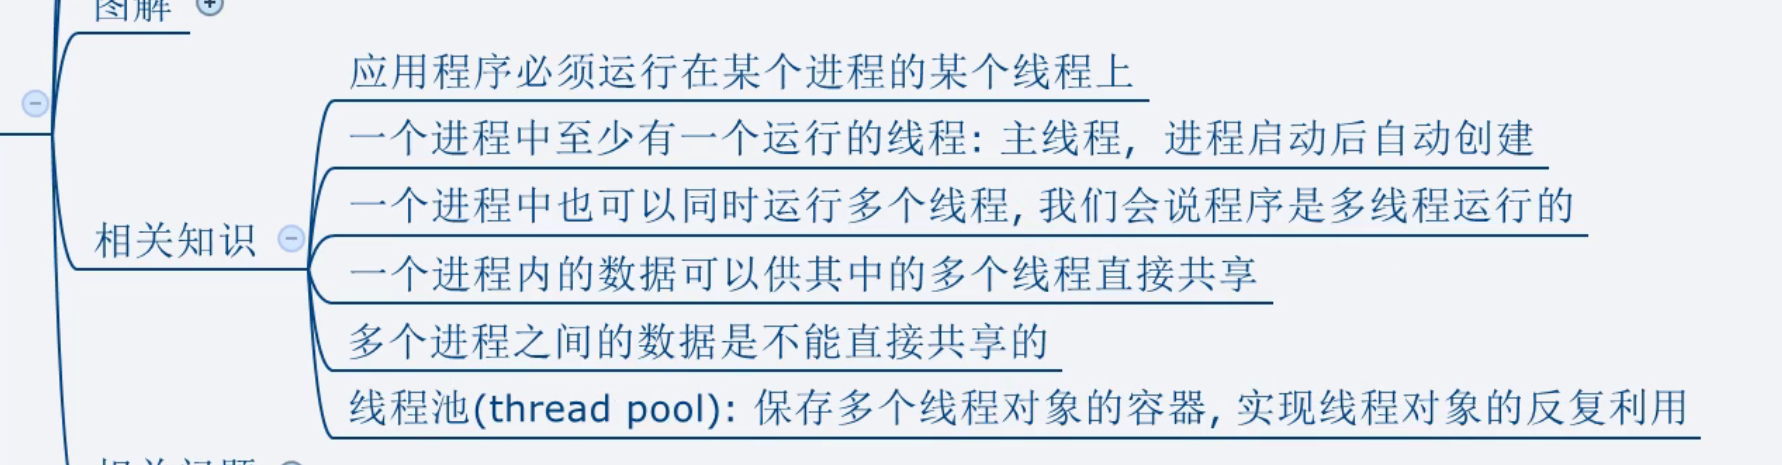 图解
应用程序必须运行在某个进程的某个线程上
一个进程中至少有一个运行的线程: 主线程, 进程启动后自动创建
一个进程中也可以同时运行多个线程, 我们会说程序是多线程运行的
相关知识
一个进程内的数据可以供其中的多个线程直接共享
多个进程之间的数据是不能直接共享的
线程池(thread pool): 保存多个线程对象的容器, 实现线程对象的反复利用
相关问题